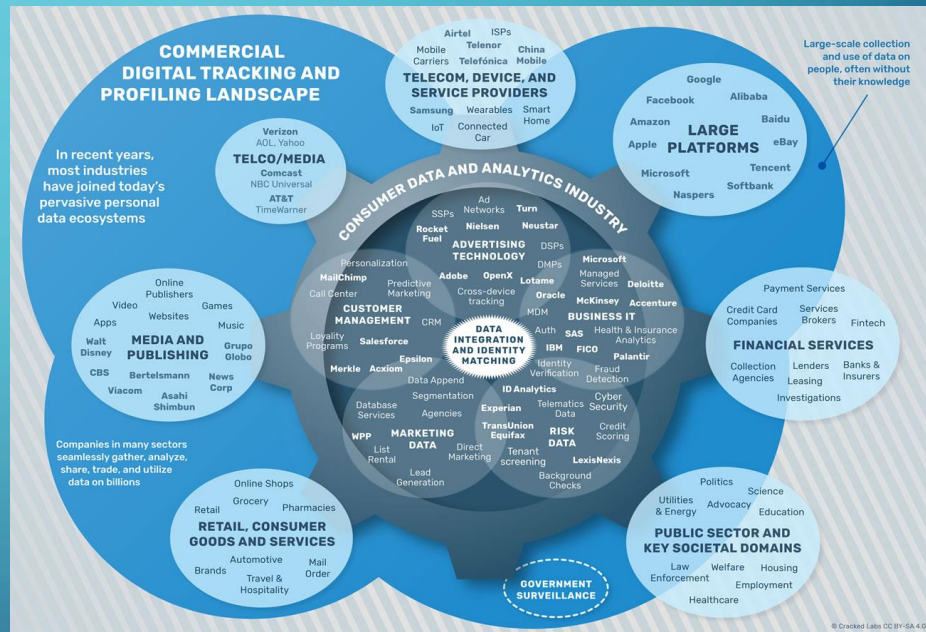 COMMERCIAL
DIGITAL TRACKING AND
PROFILING LANDSCAPE
In recent years,
most industries
have joined today's
pervasive personal
data ecosystems
Airtel
ISPs
Mobile
Carriers
Telenor
China
Mobile
Telefónica
TELECOM, DEVICE, AND
SERVICE PROVIDERS
Samsung
Wearables
Smart
Home
IoT
Connected
Car
Large-scale collection
and use of data on
people, often without
their knowledge
Google
Facebook
Alibaba
Amazon
Baidu
LARGE
PLATFORMS
Apple
eBay
Microsoft
Tencent
Softbank
Naspers
Verizon
AOL, Yahoo
TELCO/MEDIA
Comcast
NBC Universal
AT&T
TimeWarner
CONSUMER DATA AND ANALYTICS INDUSTRY
Ad
Networks
SSPs
Turn
Rocket
Fuel
Nielsen
Neustar
ADVERTISING
TECHNOLOGY
DSPs
DMPs
Adobe
OpenX
Lotame
Cross-device
tracking
Oracle
Personalization
MailChimp
Predictive
Marketing
Call Center
CUSTOMER
MANAGEMENT
CRM
Loyality
Programs
Salesforce
Epsilon
Merkle
Acxiom
Microsoft
Managed
Services
Deloitte
McKinsey
Accenture
MDM
BUSINESS IT
Auth
SAS
Health & Insurance
Analytics
IBM
FICO
Palantir
DATA
INTEGRATION
AND IDENTITY
MATCHING
Identity
Verification
Fraud
Detection
Data Append
Segmentation
Database
Services
Agencies
WPP
MARKETING
DATA
List
Rental
Direct
Marketing
Lead
Generation
ID Analytics
Experian
Telematics
Data
Cyber
Security
TransUnion
Equifax
RISK
DATA
Credit
Scoring
Tenant
screening
LexisNexis
Background
Checks
Online
Publishers
Video
Games
Websites
Apps
Music
MEDIA AND
PUBLISHING
Walt
Disney
Grupo
Globo
CBS
Bertelsmann
News
Corp
Viacom
Asahi
Shimbun
Payment Services
Credit Card
Companies
Services
Brokers
Fintech
FINANCIAL SERVICES
Collection
Agencies
Lenders
Banks &
Insurers
Leasing
Investigations
Companies in many sectors
seamlessly gather, analyze,
share, trade, and utilize
data on billions
Online Shops
Grocery
Retail
Pharmacies
RETAIL, CONSUMER
GOODS AND SERVICES
Automotive
Brands
Mail
Order
Travel &
Hospitality
GOVERNMENT
SURVEILLANCE
Politics
Science
Utilities
& Energy
Advocacy
Education
PUBLIC SECTOR AND
KEY SOCIETAL DOMAINS
Law
Enforcement
Welfare
Housing
Employment
Healthcare
© Cracked Labs CC BY-SA 4.0